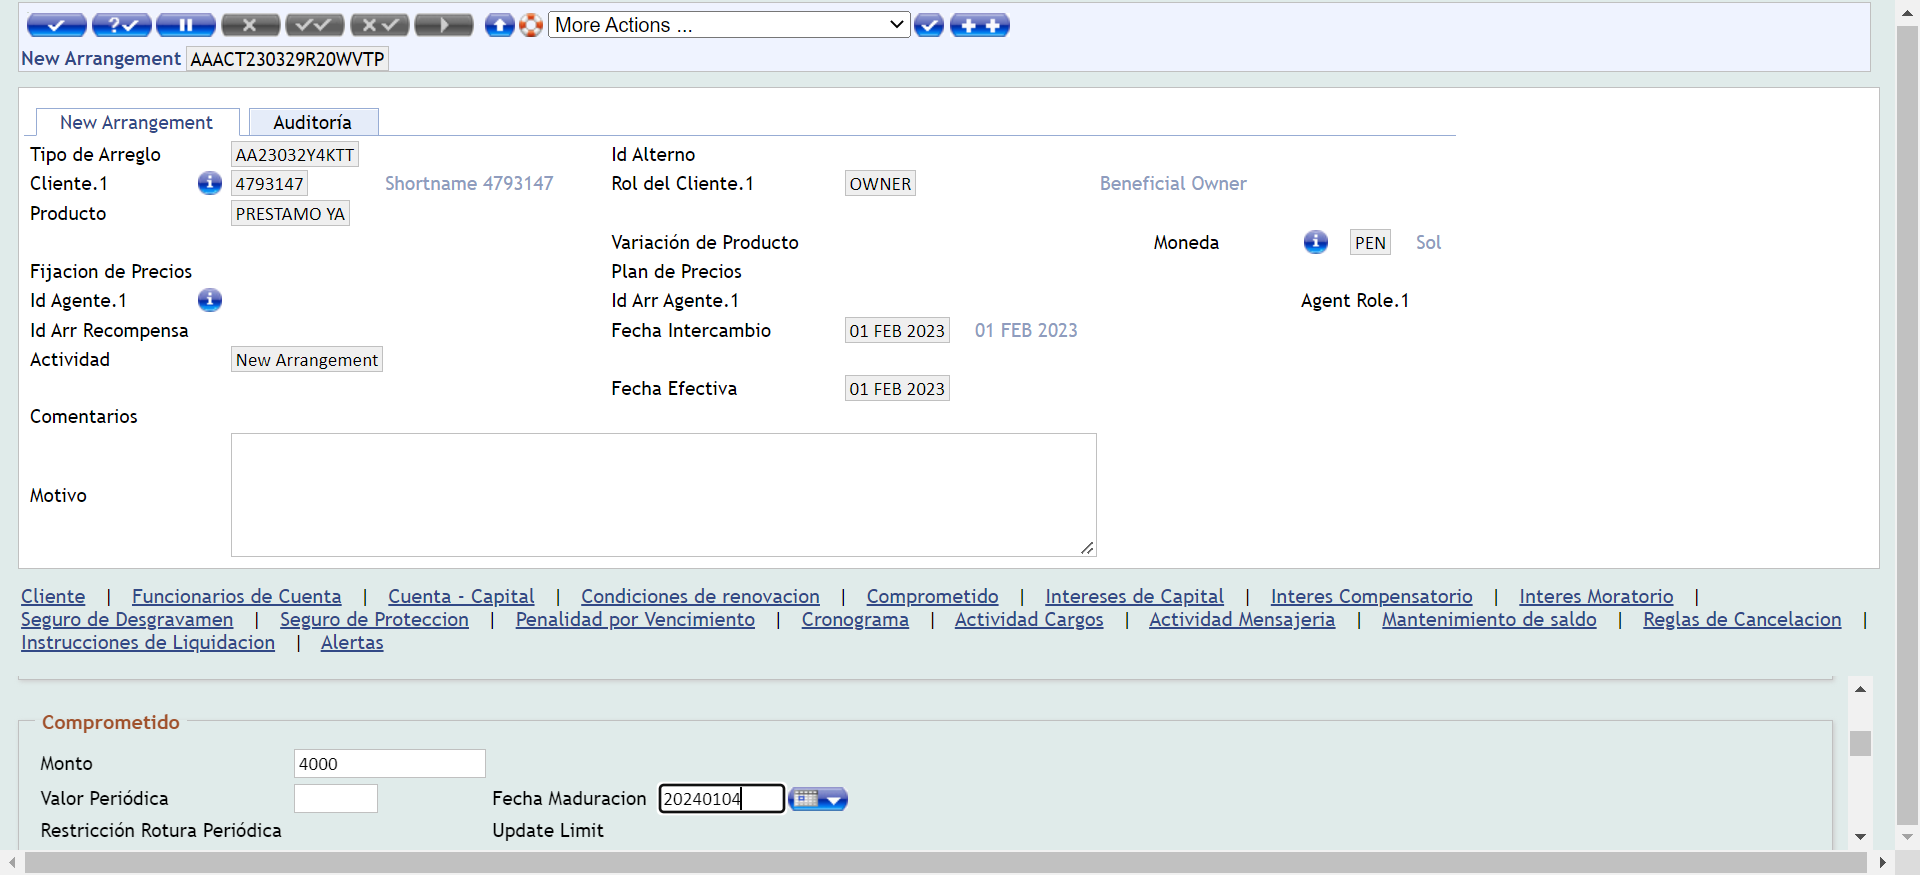 More Actions ...
New Arrangement AAACT230329R20WVTP
New Arrangement Auditoría
Tipo de Arreglo AA23032Y4KTT Id Alterno
Cliente.1 4793147 Shortname 4793147 Rol del Cliente.1 OWNER Beneficial Owner
Producto PRESTAMO YA
Variación de Producto Moneda PEN Sol
Fijacion de Precios Plan de Precios
Id Agente.1 Id Arr Agente.1 Agent Role.1
Id Arr Recompensa Fecha Intercambio 01 FEB 2023 01 FEB 2023
Actividad New Arrangement
Fecha Efectiva 01 FEB 2023
Comentarios
Motivo
Cliente | Funcionarios de Cuenta | Cuenta - Capital | Condiciones de renovacion | Comprometido | Intereses de Capital | Interes Compensatorio | Interes Moratorio |
Seguro de Desgravamen | Seguro de Proteccion | Penalidad por Vencimiento | Cronograma | Actividad Cargos | Actividad Mensajeria | Mantenimiento de saldo | Reglas de Cancelacion |
Instrucciones de Liquidacion | Alertas
Comprometido
Monto 4000
Valor Periódica Fecha Maduracion 20240104
Restricción Rotura Periódica Update Limit